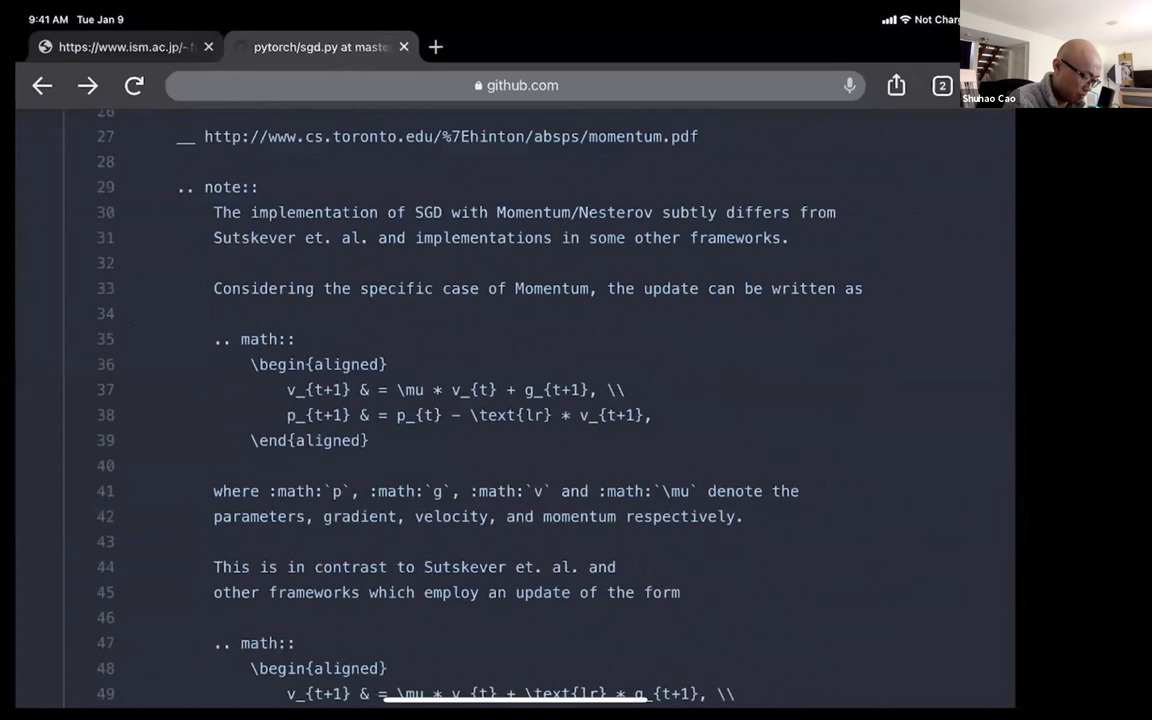 9:41 AM Tue Jan 9
Not Char
https://www.ism.ac.jp/~f
pytorch/sgd.py at maste
github.com
2
Shuhao Cao
26
27 __ http://www.cs.toronto.edu/%7Ehinton/absps/momentum.pdf
28
29 .. note::
30 The implementation of SGD with Momentum/Nesterov subtly differs from
31 Sutskever et. al. and implementations in some other frameworks.
32
33 Considering the specific case of Momentum, the update can be written as
34
35 .. math::
36 \begin{aligned}
37 v_{t+1} & = \mu * v_{t} + g_{t+1}, \\
38 p_{t+1} & = p_{t} - \text{lr} * v_{t+1},
39 \end{aligned}
40
41 where :math:`p`, :math:`g`, :math:`v` and :math:`\mu` denote the
42 parameters, gradient, velocity, and momentum respectively.
43
44 This is in contrast to Sutskever et. al. and
45 other frameworks which employ an update of the form
46
47 .. math::
48 \begin{aligned}
49 v_{t+1} & = \mu * v_{t} + \text{lr} * g_{t+1}, \\